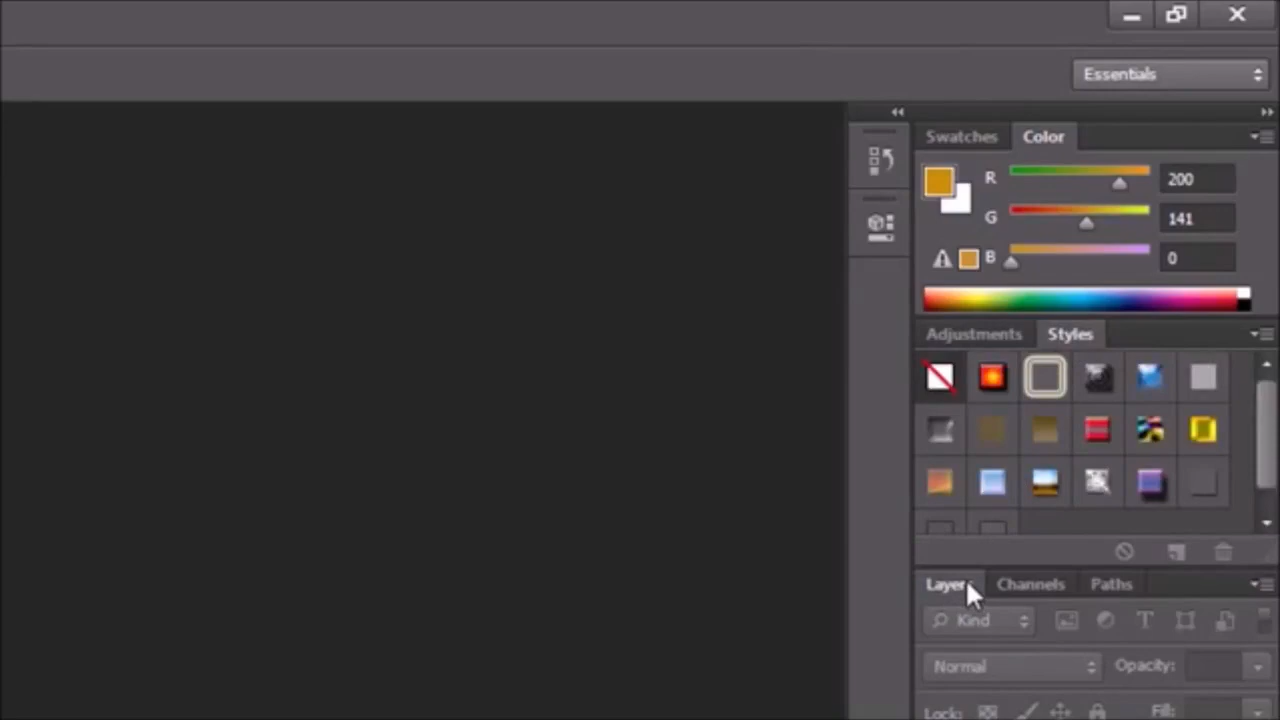 Essentials
Swatches Color
R 200
G 141
B 0
Adjustments Styles
Layers Channels Paths
Kind
Normal Opacity:
Lock: Fill: